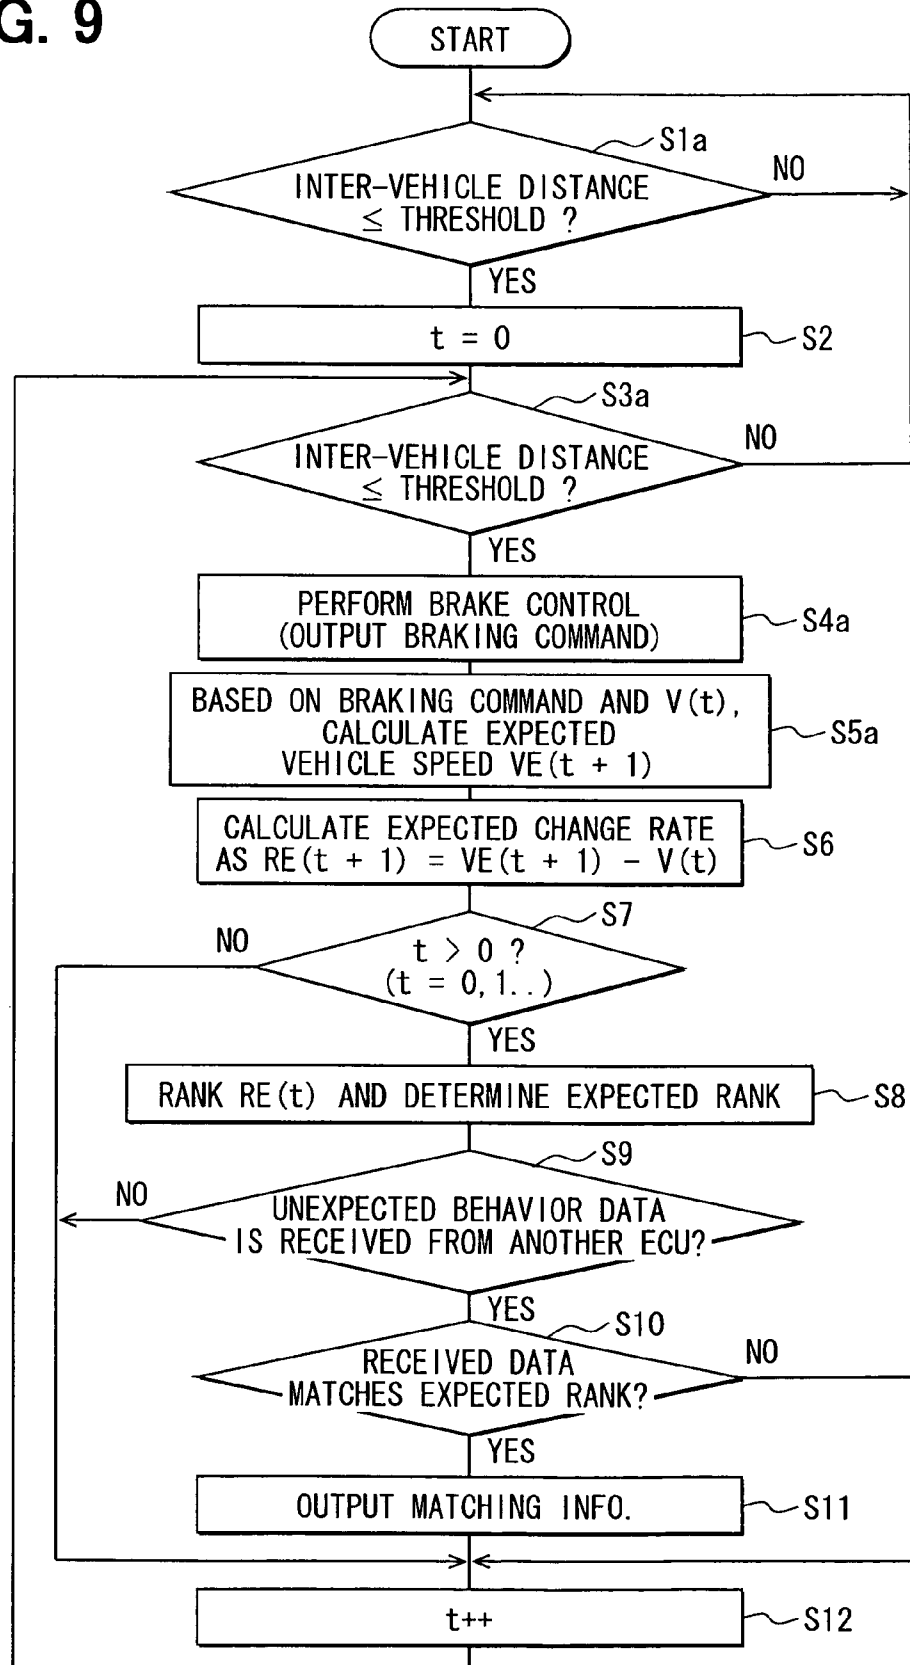 G. 9
START
S1a
NO
INTER-VEHICLE DISTANCE
≤ THRESHOLD ?
YES
t = 0
S2
S3a
NO
INTER-VEHICLE DISTANCE
≤ THRESHOLD ?
YES
PERFORM BRAKE CONTROL
(OUTPUT BRAKING COMMAND)
S4a
BASED ON BRAKING COMMAND AND V(t),
CALCULATE EXPECTED
VEHICLE SPEED VE(t + 1)
S5a
CALCULATE EXPECTED CHANGE RATE
AS RE(t + 1) = VE(t + 1) - V(t)
S6
S7
NO
t > 0 ?
(t = 0,1..)
YES
RANK RE(t) AND DETERMINE EXPECTED RANK
S8
S9
NO
UNEXPECTED BEHAVIOR DATA
IS RECEIVED FROM ANOTHER ECU?
YES
S10
NO
RECEIVED DATA
MATCHES EXPECTED RANK?
YES
OUTPUT MATCHING INFO.
S11
t++
S12